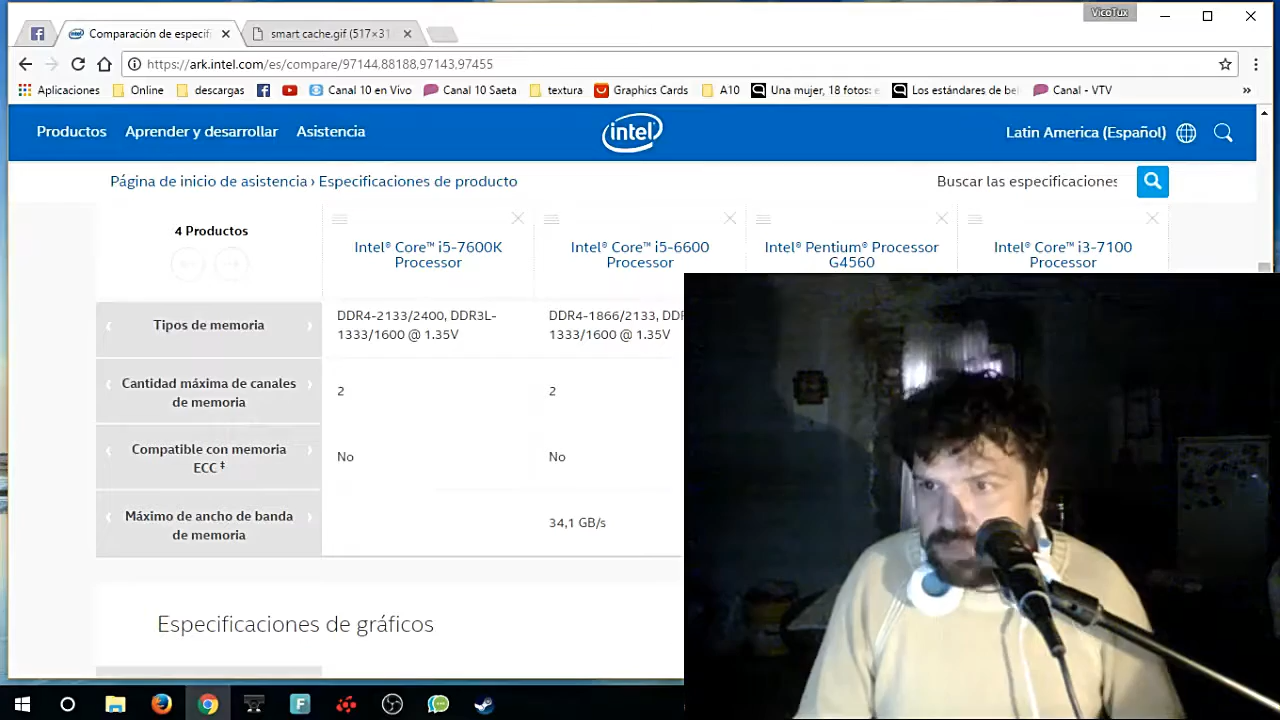 VicoTux
Comparación de especifi
smart cache.gif (517×31
https://ark.intel.com/es/compare/97144.88188.97143.97455
Aplicaciones
Online
descargas
Canal 10 en Vivo
Canal 10 Saeta
textura
Graphics Cards
A10
Una mujer, 18 fotos: e
Los estándares de bel
Canal - VTV
»
Productos
Aprender y desarrollar
Asistencia
intel
Latin America (Español)
Página de inicio de asistencia › Especificaciones de producto
Buscar las especificaciones
4 Productos
Intel® Core™ i5-7600K
Processor
Intel® Core™ i5-6600
Processor
Intel® Pentium® Processor
G4560
Intel® Core™ i3-7100
Processor
Tipos de memoria
DDR4-2133/2400, DDR3L-
1333/1600 @ 1.35V
DDR4-1866/2133, DD
1333/1600 @ 1.35V
Cantidad máxima de canales
de memoria
2
2
Compatible con memoria
ECC ‡
No
No
Máximo de ancho de banda
de memoria
34,1 GB/s
Especificaciones de gráficos